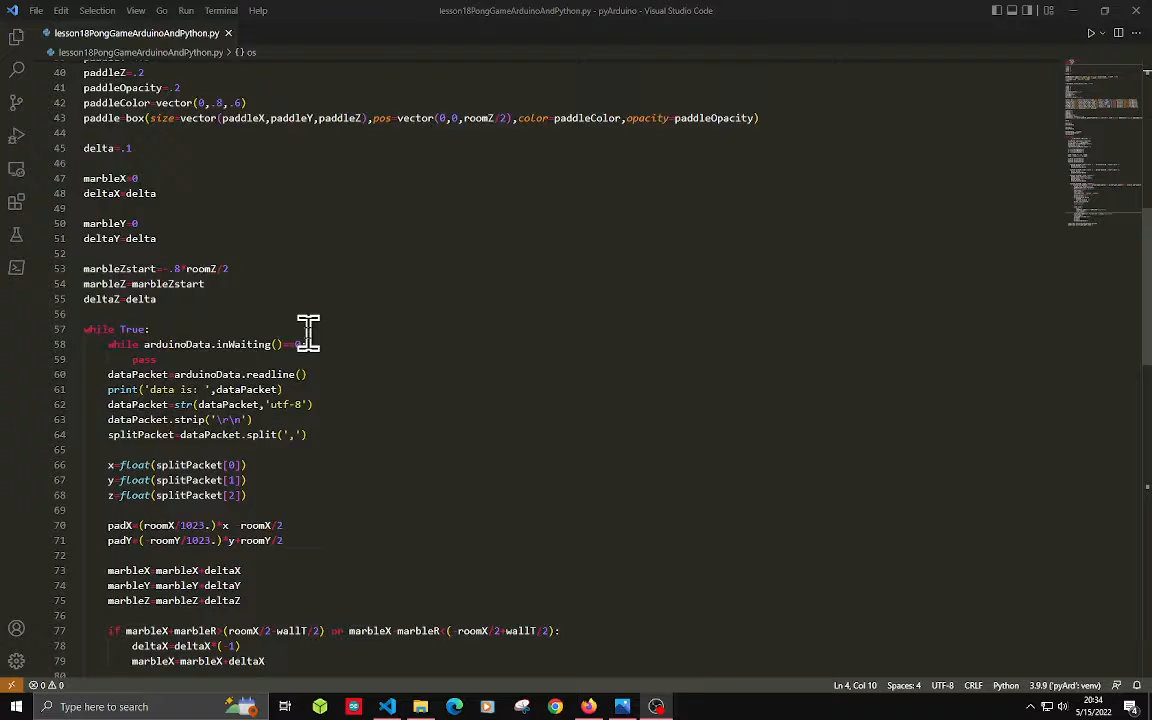 File Edit Selection View Go Run Terminal Help
lesson18PongGameArduinoAndPython.py - pyArduino - Visual Studio Code
lesson18PongGameArduinoAndPython.py
lesson18PongGameArduinoAndPython.py > {} os
40 paddleZ=.2
41 paddleOpacity=.2
42 paddleColor=vector(0,.8,.6)
43 paddle=box(size=vector(paddleX,paddleY,paddleZ),pos=vector(0,0,roomZ/2),color=paddleColor,opacity=paddleOpacity)
44
45 delta=.1
46
47 marbleX=0
48 deltaX=delta
49
50 marbleY=0
51 deltaY=delta
52
53 marbleZstart=-.8*roomZ/2
54 marbleZ=marbleZstart
55 deltaZ=delta
56
57 while True:
58 while arduinoData.inWaiting()==0:
59 pass
60 dataPacket=arduinoData.readline()
61 print('data is: ',dataPacket)
62 dataPacket=str(dataPacket,'utf-8')
63 dataPacket.strip('\r\n')
64 splitPacket=dataPacket.split(',')
65
66 x=float(splitPacket[0])
67 y=float(splitPacket[1])
68 z=float(splitPacket[2])
69
70 padX=(roomX/1023.)*x-roomX/2
71 padY=(-roomY/1023.)*y+roomY/2
72
73 marbleX=marbleX+deltaX
74 marbleY=marbleY+deltaY
75 marbleZ=marbleZ+deltaZ
76
77 if marbleX+marbleR>(roomX/2-wallT/2) or marbleX-marbleR<(-roomX/2+wallT/2):
78 deltaX=deltaX*(-1)
79 marbleX=marbleX+deltaX
0 0
Ln 4, Col 10 Spaces: 4 UTF-8 CRLF Python 3.9.9 ('pyArd': venv)
Type here to search
20:34
5/15/2022
4